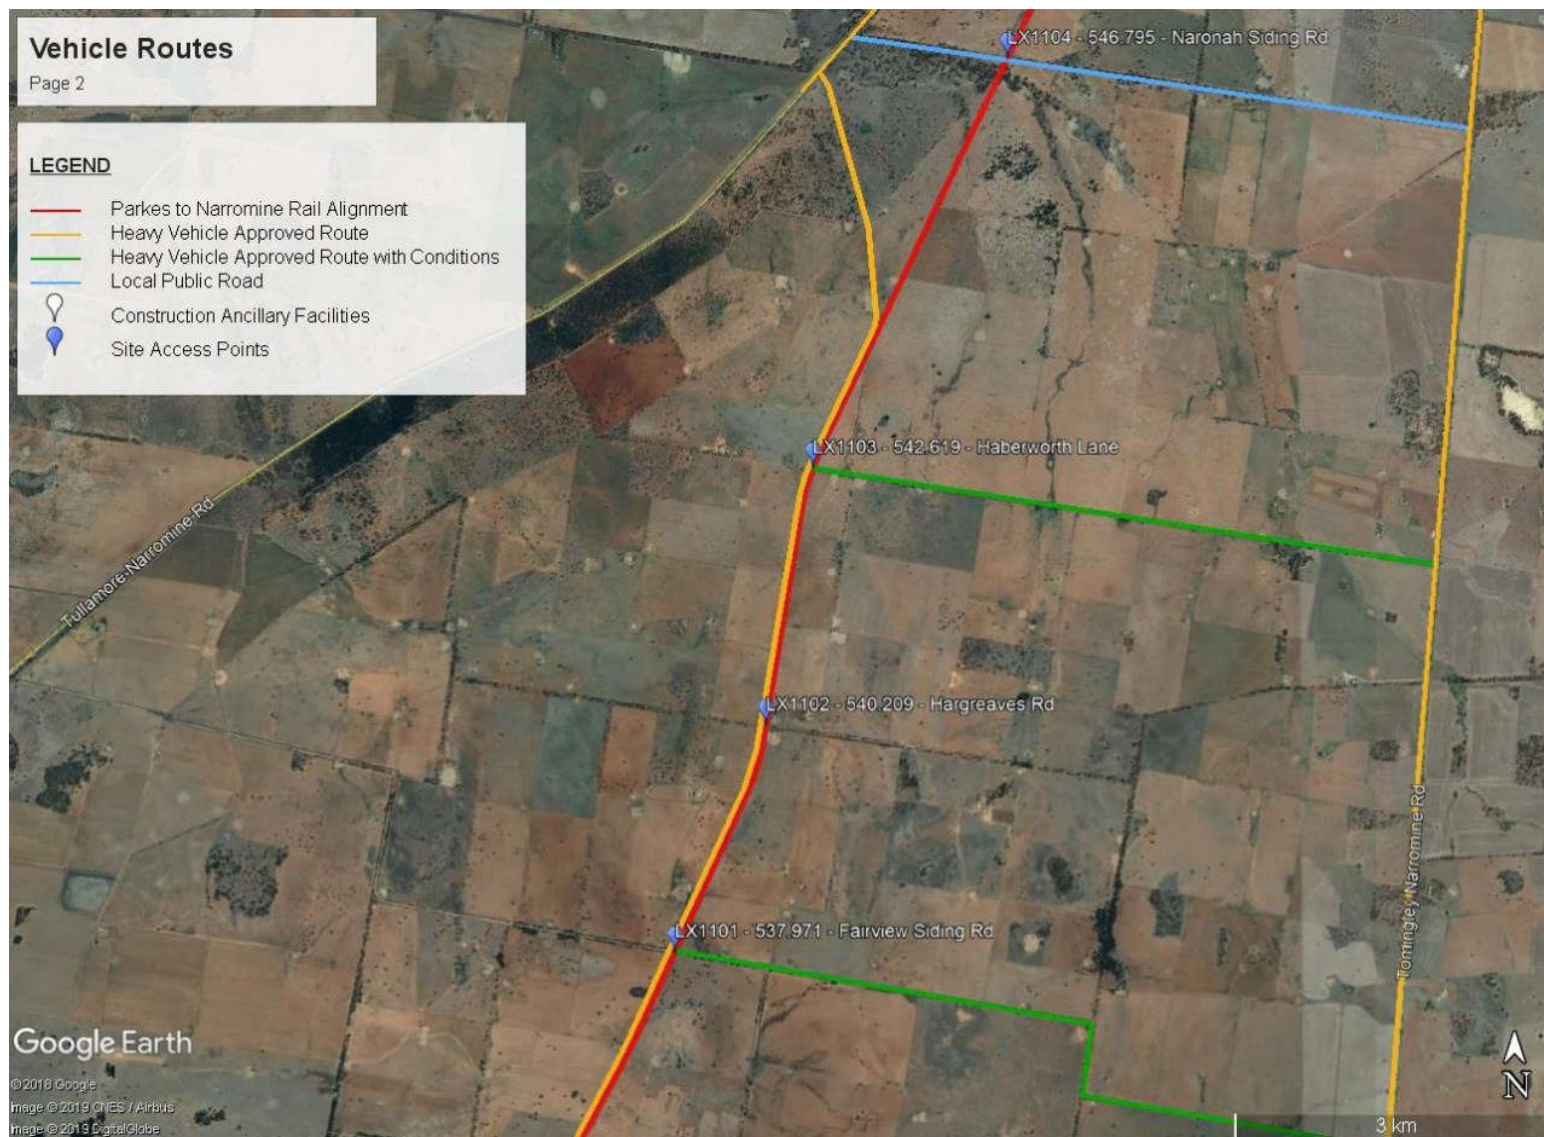 Vehicle Routes
Page 2
LEGEND
Parkes to Narromine Rail Alignment
Heavy Vehicle Approved Route
Heavy Vehicle Approved Route with Conditions
Local Public Road
Construction Ancillary Facilities
Site Access Points
LX1104 - 546.795 - Naronah Siding Rd
LX1103 - 542.619 - Haberworth Lane
Tullamore-Narromine-Rd
LX1102 - 540.209 - Hargreaves Rd
Tomingley-Narromine-Rd
LX1101 - 537.971 - Fairview Siding Rd
Google Earth
©2018 Google
Image © 2019 CNES / Airbus
Image © 2019 DigitalGlobe
N
3 km